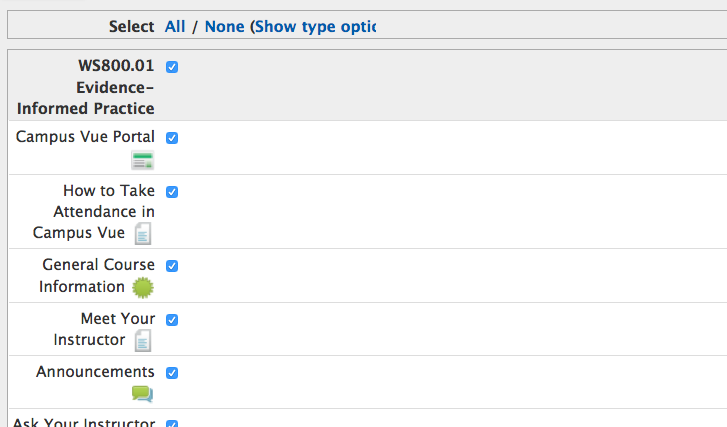 Select All / None (Show type optic
WS800.01
Evidence-
Informed Practice
Campus Vue Portal
How to Take
Attendance in
Campus Vue
General Course
Information
Meet Your
Instructor
Announcements
Ask Your Instructor